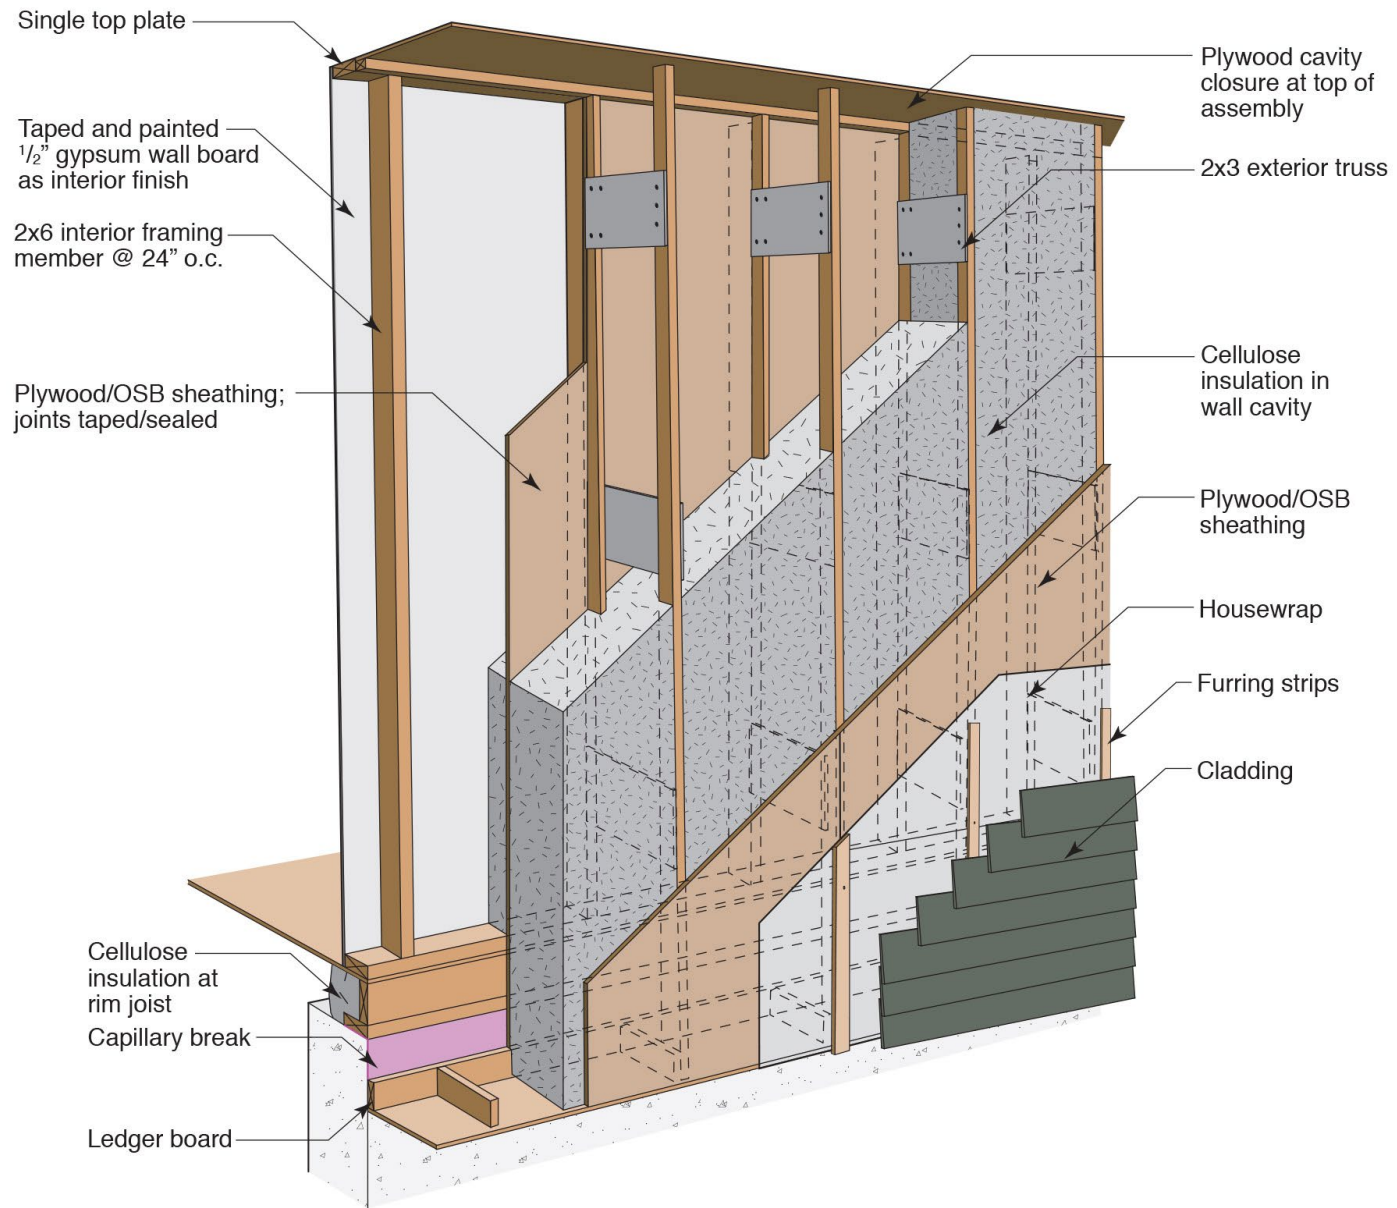 Single top plate
Taped and painted
1/2” gypsum wall board
as interior finish
2x6 interior framing
member @ 24” o.c.
Plywood/OSB sheathing;
joints taped/sealed
Cellulose
insulation at
rim joist
Capillary break
Ledger board
Plywood cavity
closure at top of
assembly
2x3 exterior truss
Cellulose
insulation in
wall cavity
Plywood/OSB
sheathing
Housewrap
Furring strips
Cladding